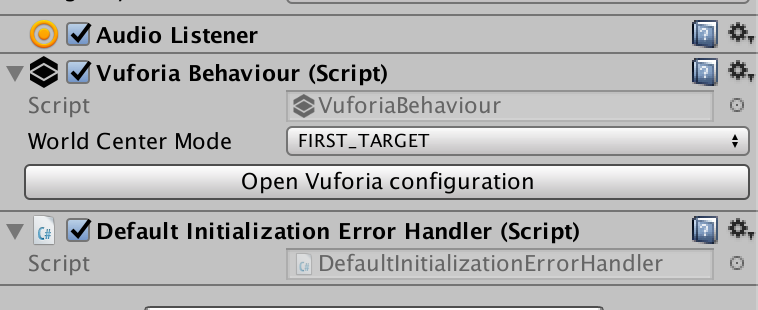 Audio Listener
Vuforia Behaviour (Script)
Script VuforiaBehaviour
World Center Mode FIRST_TARGET
Open Vuforia configuration
C# Default Initialization Error Handler (Script)
Script DefaultInitializationErrorHandler